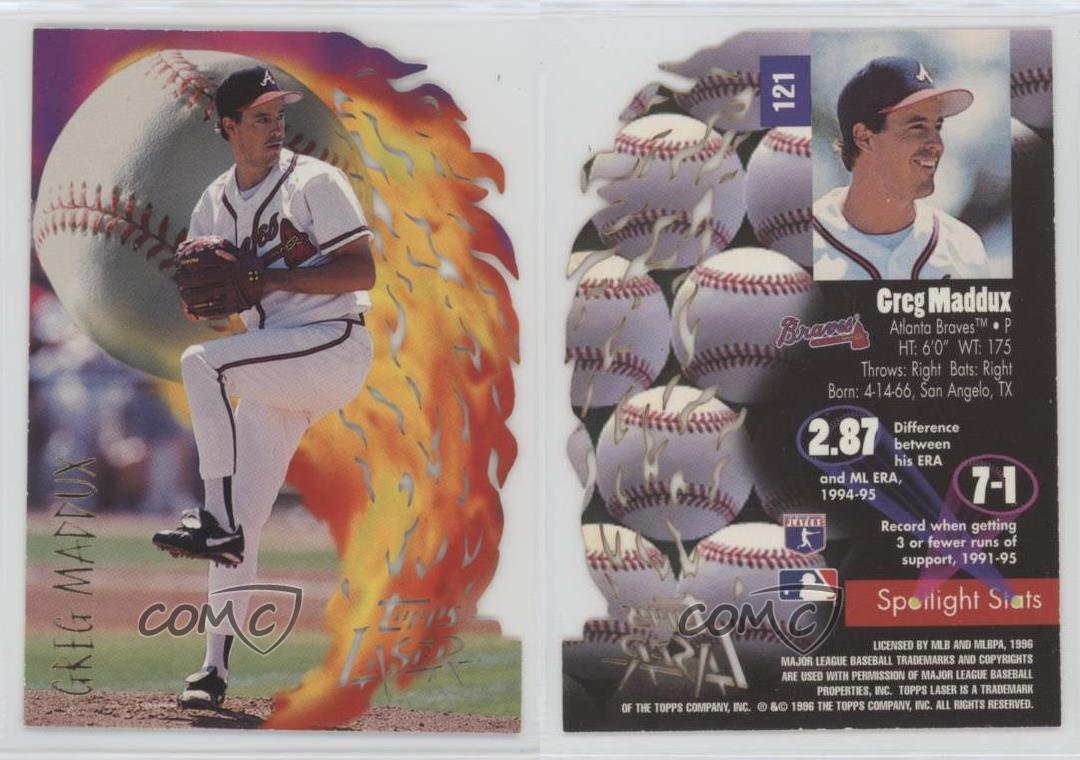 A
Braves
GREG MADDUX
Topps
LASER
COMC
121
A
Greg Maddux
Braves
Atlanta Braves™ • P
HT: 6'0" WT: 175
Throws: Right Bats: Right
Born: 4-14-66, San Angelo, TX
2.87
Difference
between
his ERA
and ML ERA,
1994-95
7-1
Record when getting
3 or fewer runs of
support, 1991-95
PLAYERS
Spotlight Stats
COMC
LICENSED BY MLB AND MLBPA, 1996
MAJOR LEAGUE BASEBALL TRADEMARKS AND COPYRIGHTS
ARE USED WITH PERMISSION OF MAJOR LEAGUE BASEBALL
PROPERTIES, INC. TOPPS LASER IS A TRADEMARK
OF THE TOPPS COMPANY, INC. ® &© 1996 THE TOPPS COMPANY, INC. ALL RIGHTS RESERVED.